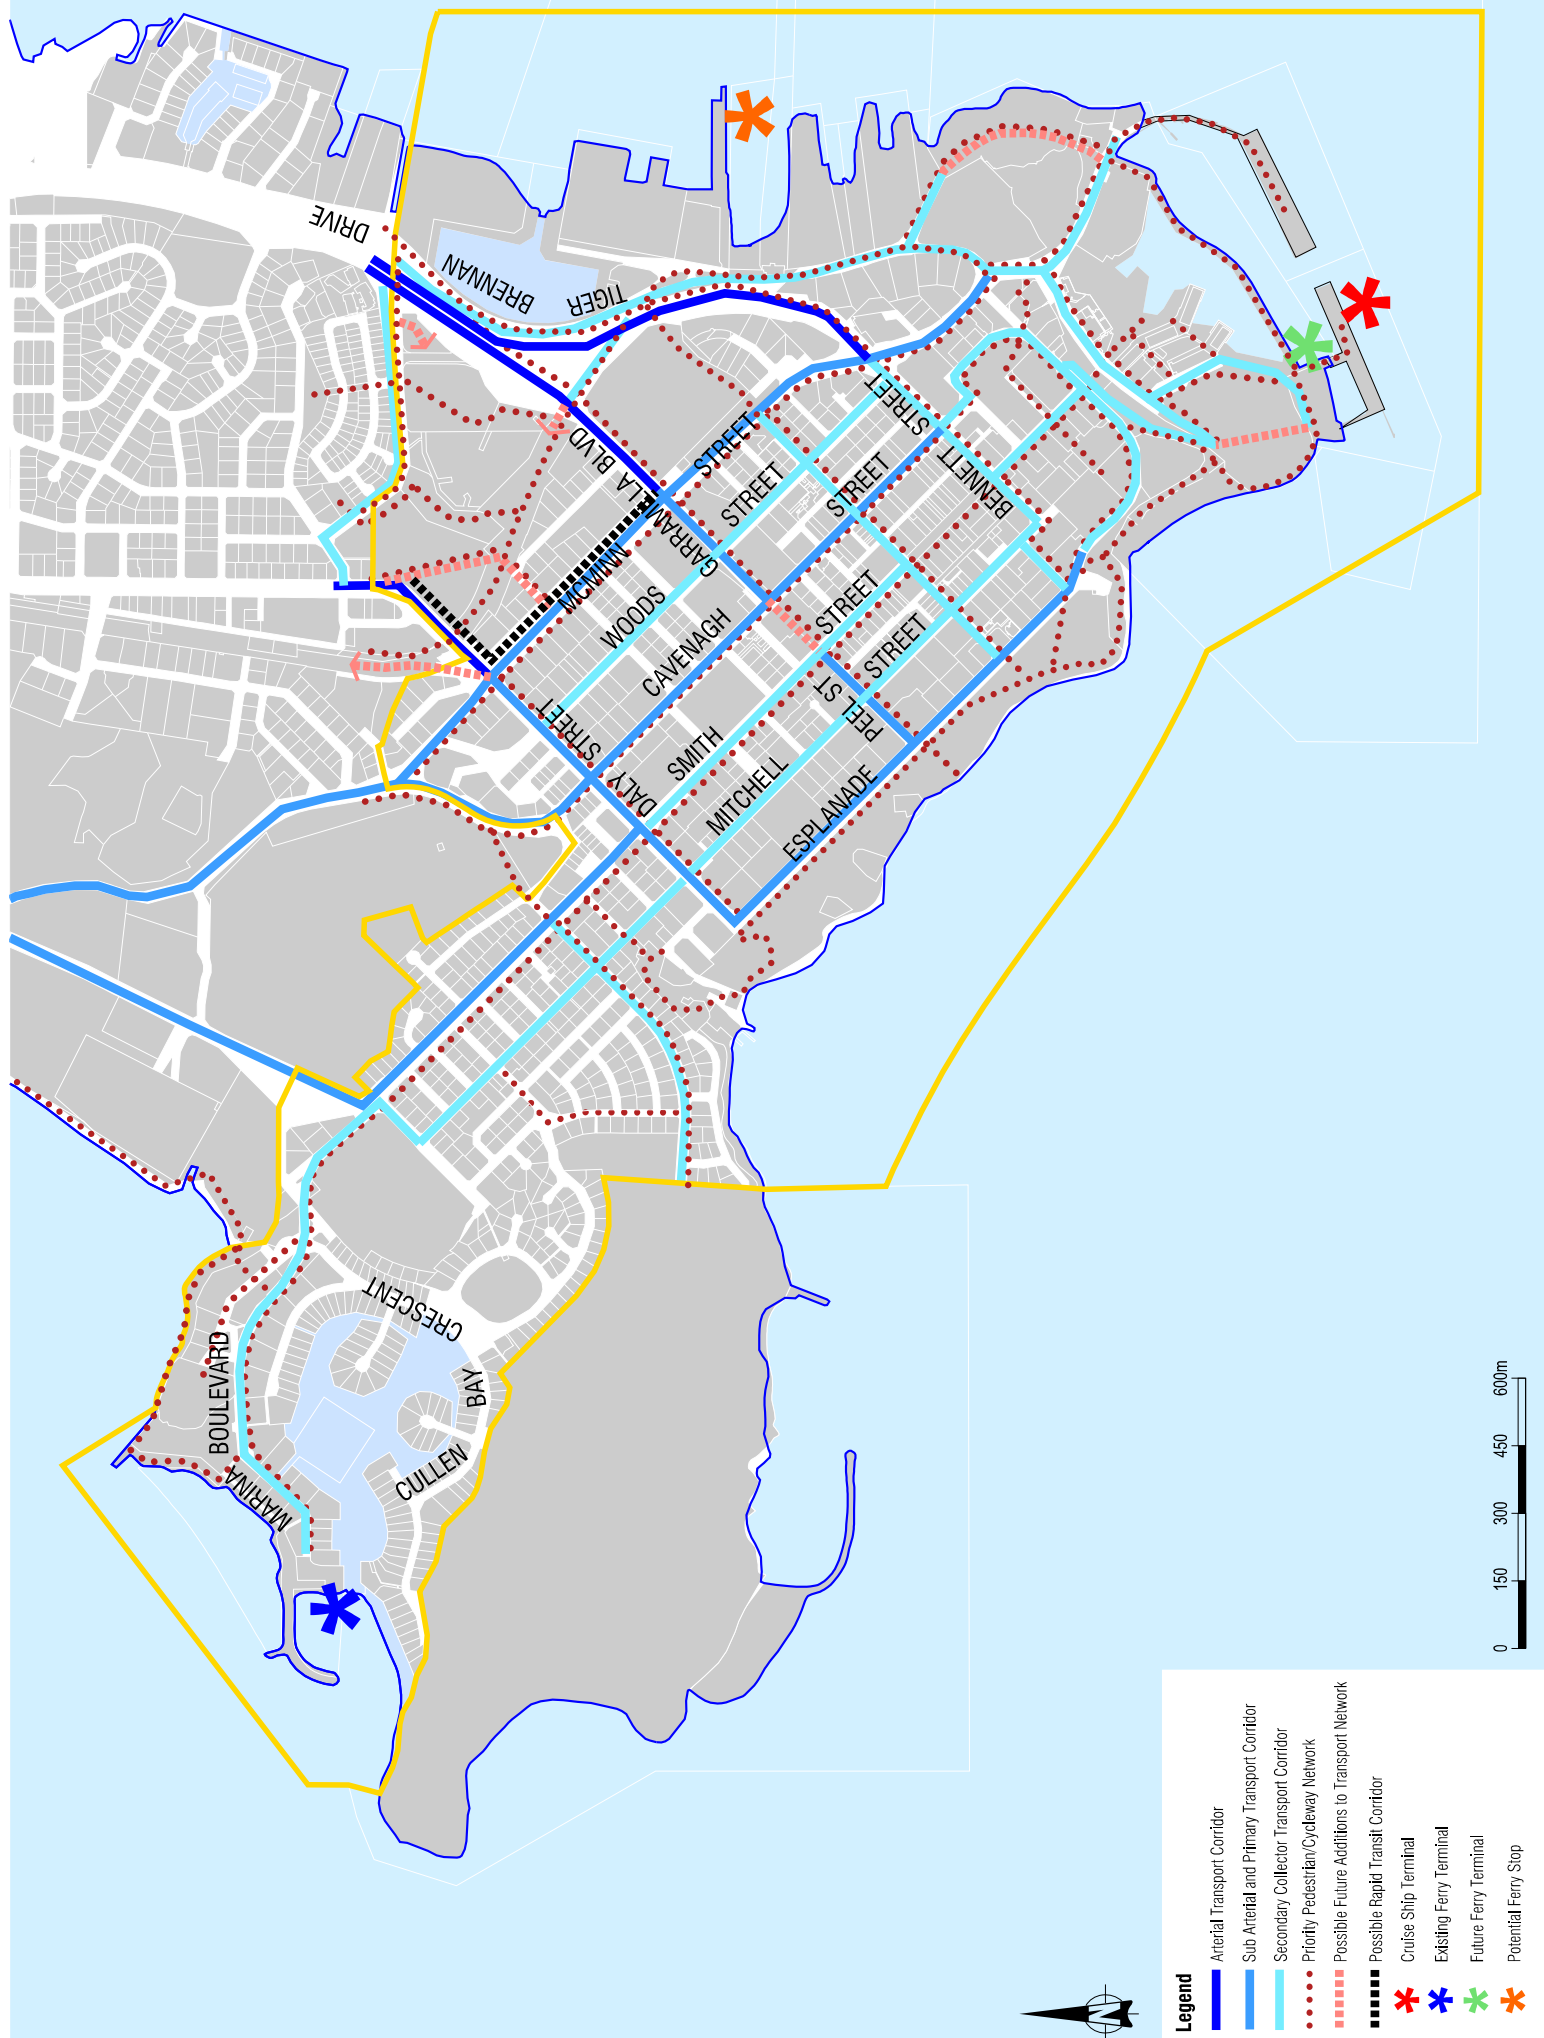 DRIVE
BRENNAN
TIGER
GARRAMILLA BLVD
MCMINN
STREET
WOODS
STREET
CAVENAGH
STREET
SMITH
STREET
MITCHELL
STREET
ESPLANADE
DALY
STREET
PEEL ST
BENNETT
STREET
BOULEVARD
MARINA
CULLEN
BAY
CRESCENT
Legend
Arterial Transport Corridor
Sub Arterial and Primary Transport Corridor
Secondary Collector Transport Corridor
Priority Pedestrian/Cycleway Network
Possible Future Additions to Transport Network
Possible Rapid Transit Corridor
Cruise Ship Terminal
Existing Ferry Terminal
Future Ferry Terminal
Potential Ferry Stop
0 150 300 450 600m
N